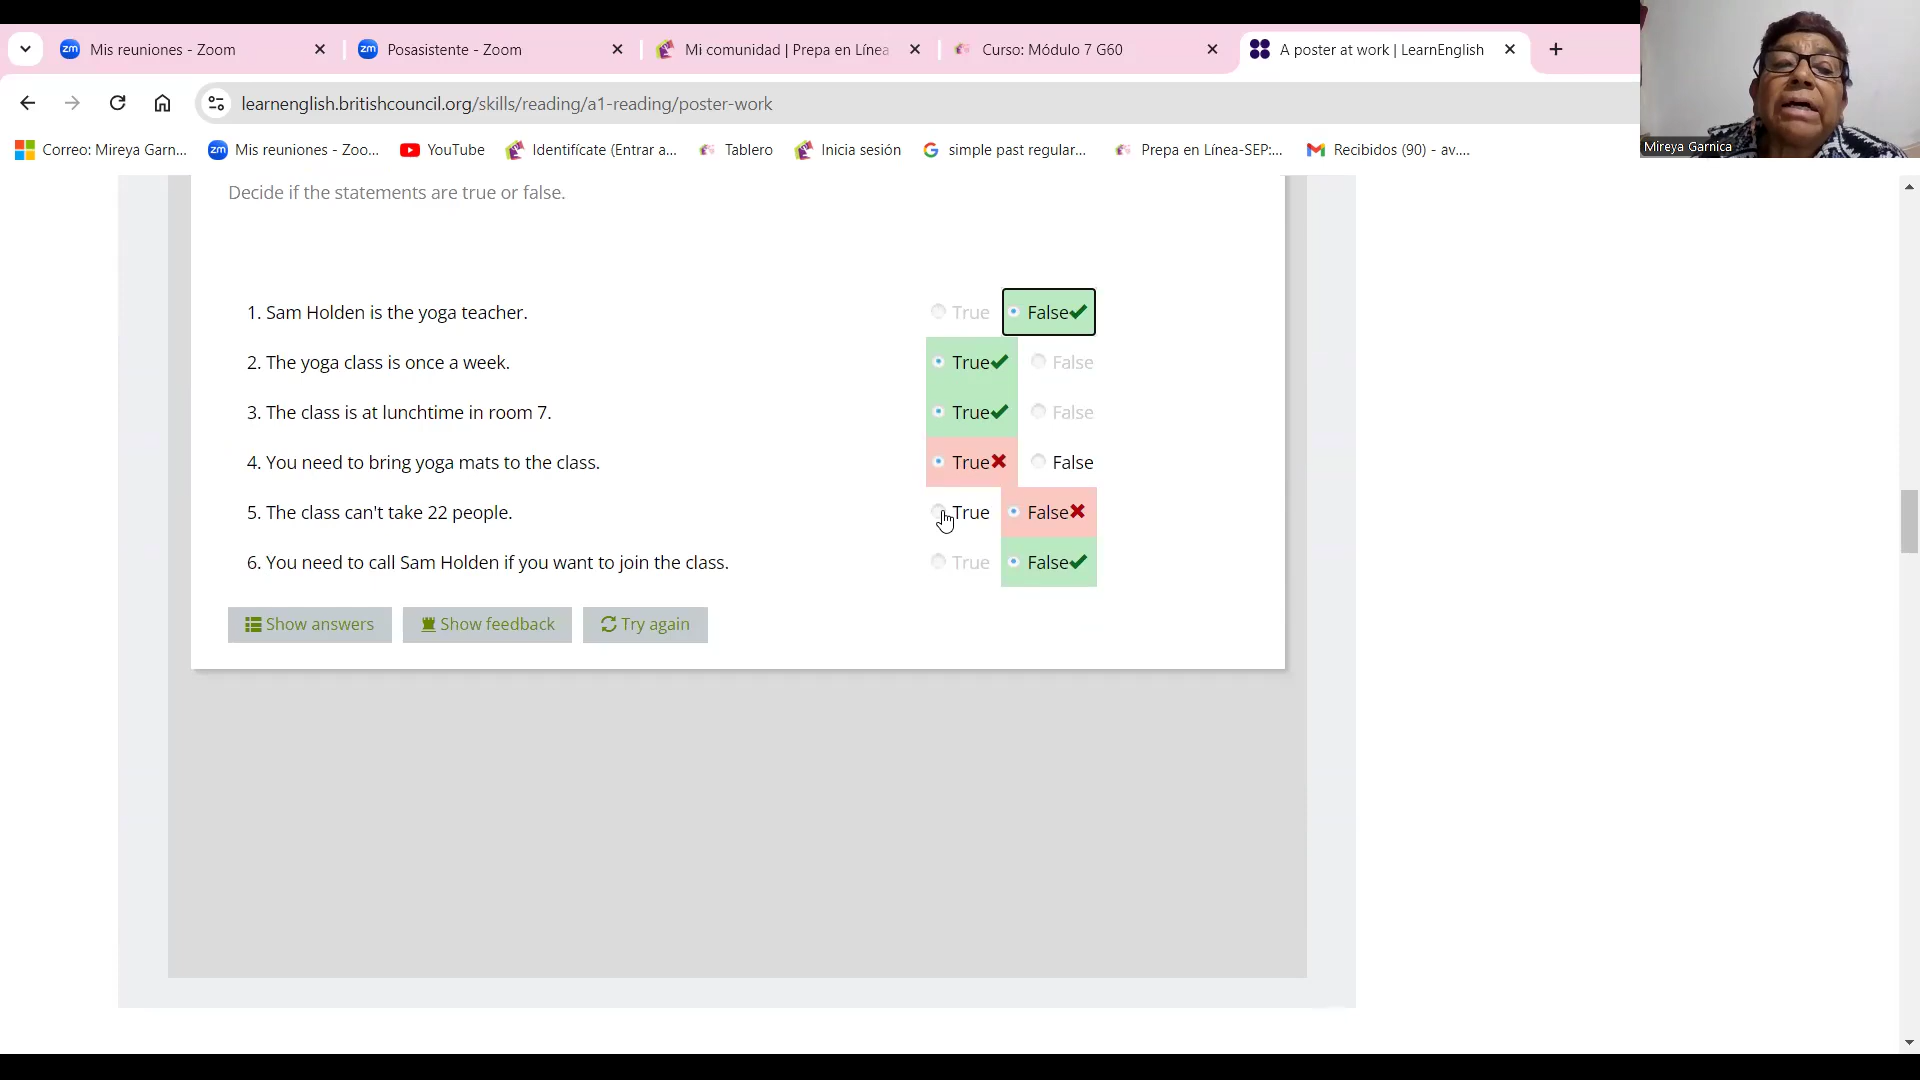 Mis reuniones - Zoom
Posasistente - Zoom
Mi comunidad | Prepa en Línea
Curso: Módulo 7 G60
A poster at work | LearnEnglish
learnenglish.britishcouncil.org/skills/reading/a1-reading/poster-work
Correo: Mireya Garn...
Mis reuniones - Zoo...
YouTube
Identifícate (Entrar a...
Tablero
Inicia sesión
simple past regular...
Prepa en Línea-SEP:...
Recibidos (90) - av....
Mireya Garnica
Decide if the statements are true or false.
1. Sam Holden is the yoga teacher. True False
2. The yoga class is once a week. True False
3. The class is at lunchtime in room 7. True False
4. You need to bring yoga mats to the class. True False
5. The class can't take 22 people. True False
6. You need to call Sam Holden if you want to join the class. True False
Show answers Show feedback Try again